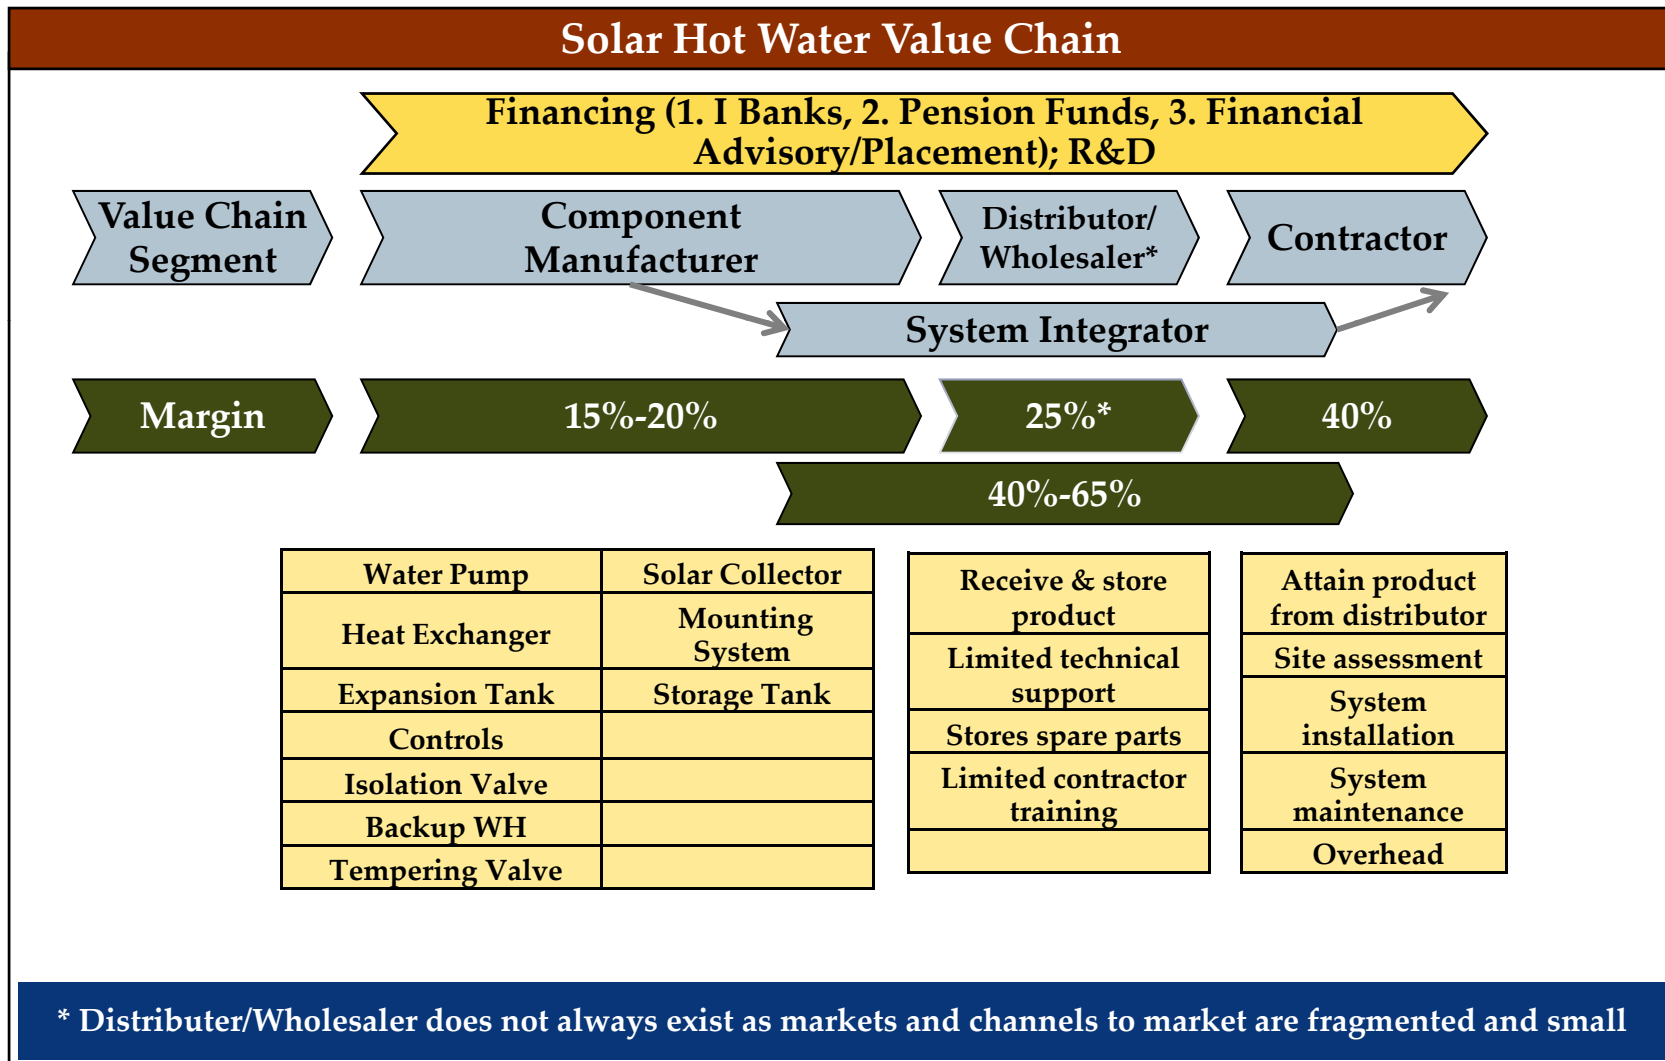 Solar Hot Water Value Chain
Financing (1. I Banks, 2. Pension Funds, 3. Financial
Advisory/Placement); R&D
Value Chain
Segment
Component
Manufacturer
Distributor/
Wholesaler*
Contractor
System Integrator
Margin
15%-20%
25%*
40%
40%-65%
Water Pump
Solar Collector
Heat Exchanger
Mounting
System
Expansion Tank
Storage Tank
Controls
Isolation Valve
Backup WH
Tempering Valve
Receive & store
product
Limited technical
support
Stores spare parts
Limited contractor
training
Attain product
from distributor
Site assessment
System
installation
System
maintenance
Overhead
* Distributer/Wholesaler does not always exist as markets and channels to market are fragmented and small